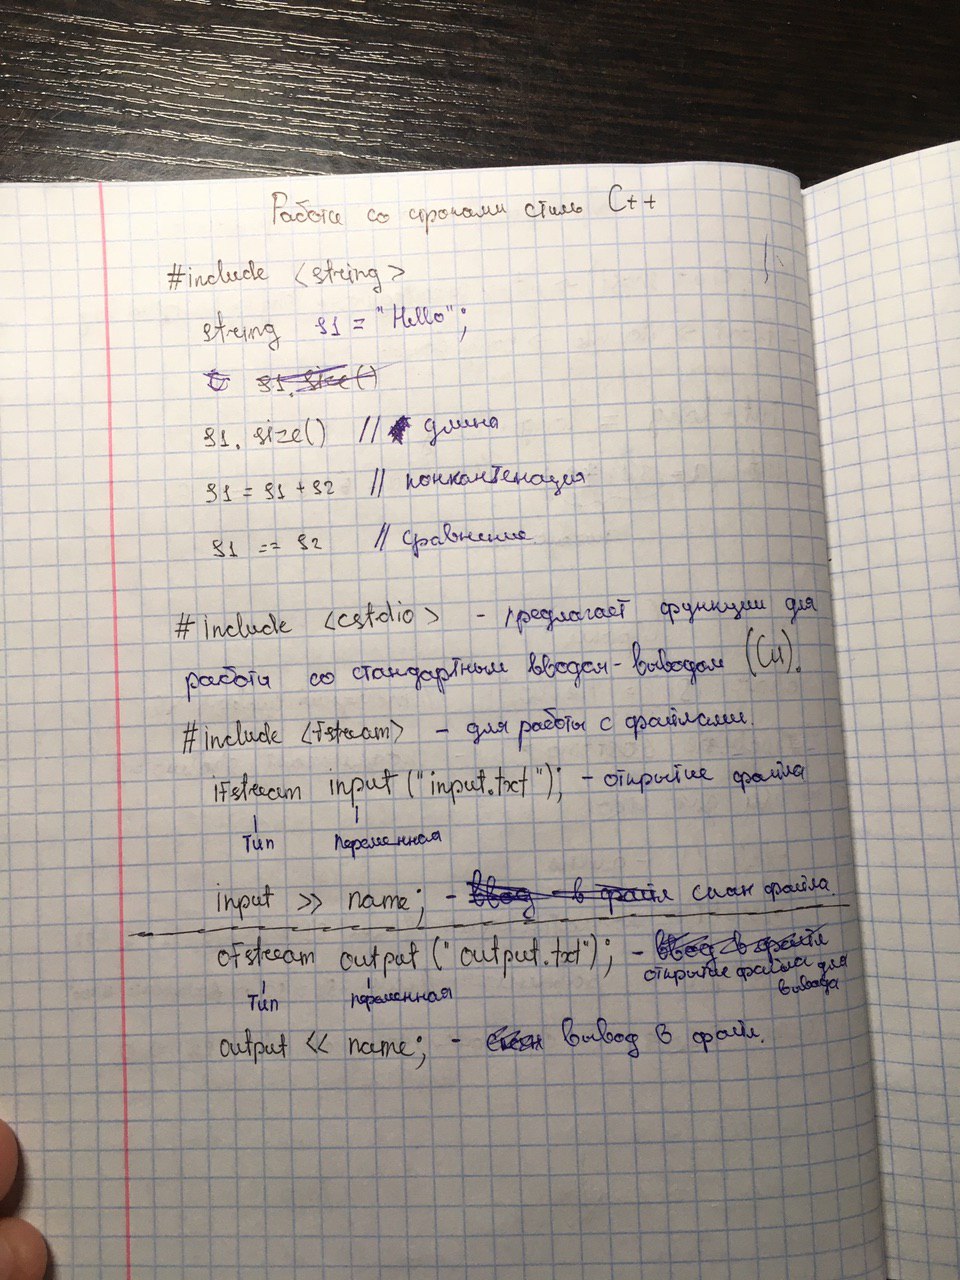 Работа со строками стиль C++
#include <string>
string s1 = "Hello";
s1.size()
s1.size() // длина
s1 = s1 + s2 // конкантенация
s1 == s2 // сравнение
#include <cstdio> - предлагает функции для
работы со стандартным вводом-выводом (Си).
#include <fstream> - для работы с файлами.
ifstream input ("input.txt"); - открытие файла
тип переменная
input >> name; - ввод в файл скан файла.
ofstream output ("output.txt"); - ввод в файл
открытие файла для
вывода
тип переменная
output << name; - скан вывод в файл.